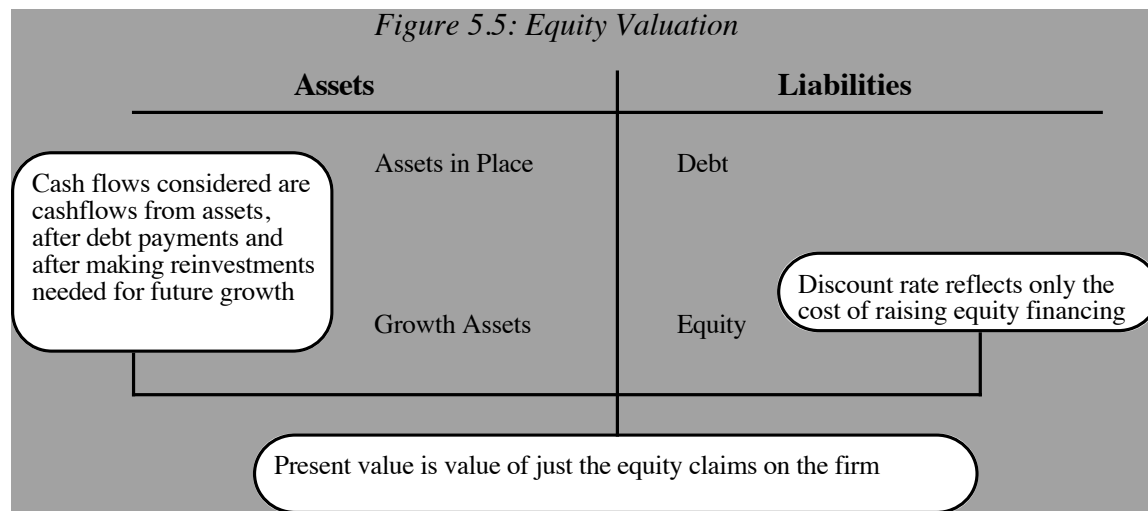 Figure 5.5: Equity Valuation
Assets
Liabilities
Assets in Place
Debt
Cash flows considered are
cashflows from assets,
after debt payments and
after making reinvestments
needed for future growth
Growth Assets
Equity
Discount rate reflects only the
cost of raising equity financing
Present value is value of just the equity claims on the firm